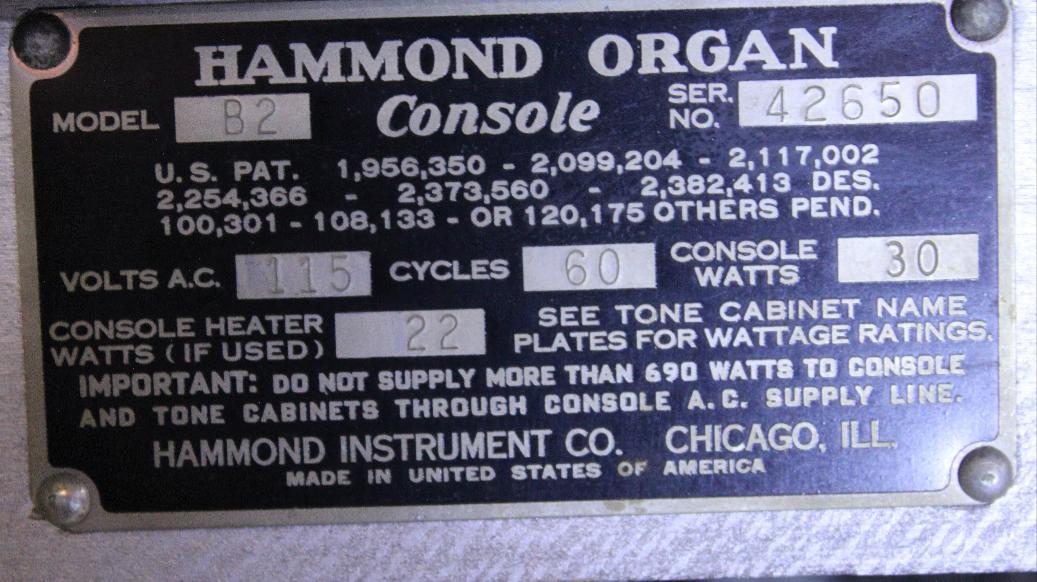 HAMMOND ORGAN
MODEL B2 Console SER. NO. 42650
U.S. PAT. 1,956,350 - 2,099,204 - 2,117,002
2,254,366 - 2,373,560 - 2,382,413 DES.
100,301 - 108,133 - OR 120,175 OTHERS PEND.
VOLTS A.C. 115 CYCLES 60 CONSOLE WATTS 30
CONSOLE HEATER WATTS (IF USED) 22
SEE TONE CABINET NAME
PLATES FOR WATTAGE RATINGS.
IMPORTANT: DO NOT SUPPLY MORE THAN 690 WATTS TO CONSOLE
AND TONE CABINETS THROUGH CONSOLE A.C. SUPPLY LINE.
HAMMOND INSTRUMENT CO. CHICAGO, ILL.
MADE IN UNITED STATES OF AMERICA